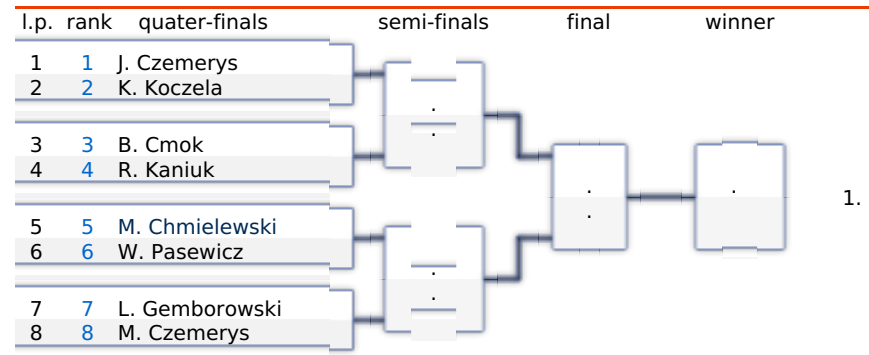 l.p. rank quater-finals semi-finals final winner
1 1 J. Czemerys
2 2 K. Koczela
.
.
3 3 B. Cmok
4 4 R. Kaniuk
.
.
.
1.
5 5 M. Chmielewski
6 6 W. Pasewicz
.
.
7 7 L. Gemborowski
8 8 M. Czemerys